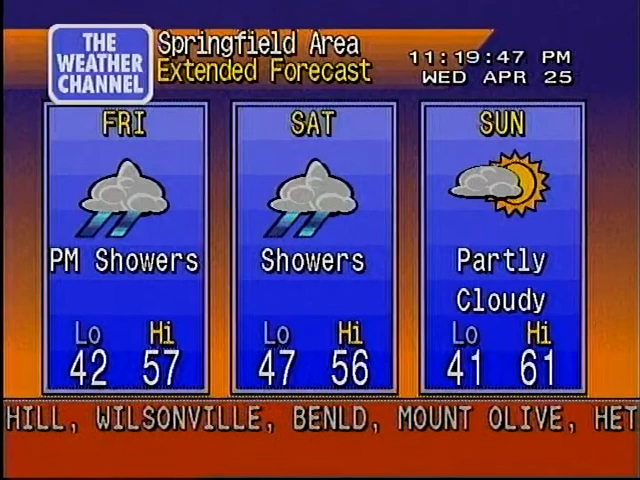 THE
WEATHER
CHANNEL
Springfield Area
Extended Forecast
11:19:47 PM
WED APR 25
FRI
PM Showers
Lo Hi
42 57
SAT
Showers
Lo Hi
47 56
SUN
Partly
Cloudy
Lo Hi
41 61
HILL, WILSONVILLE, BENLD, MOUNT OLIVE, HET